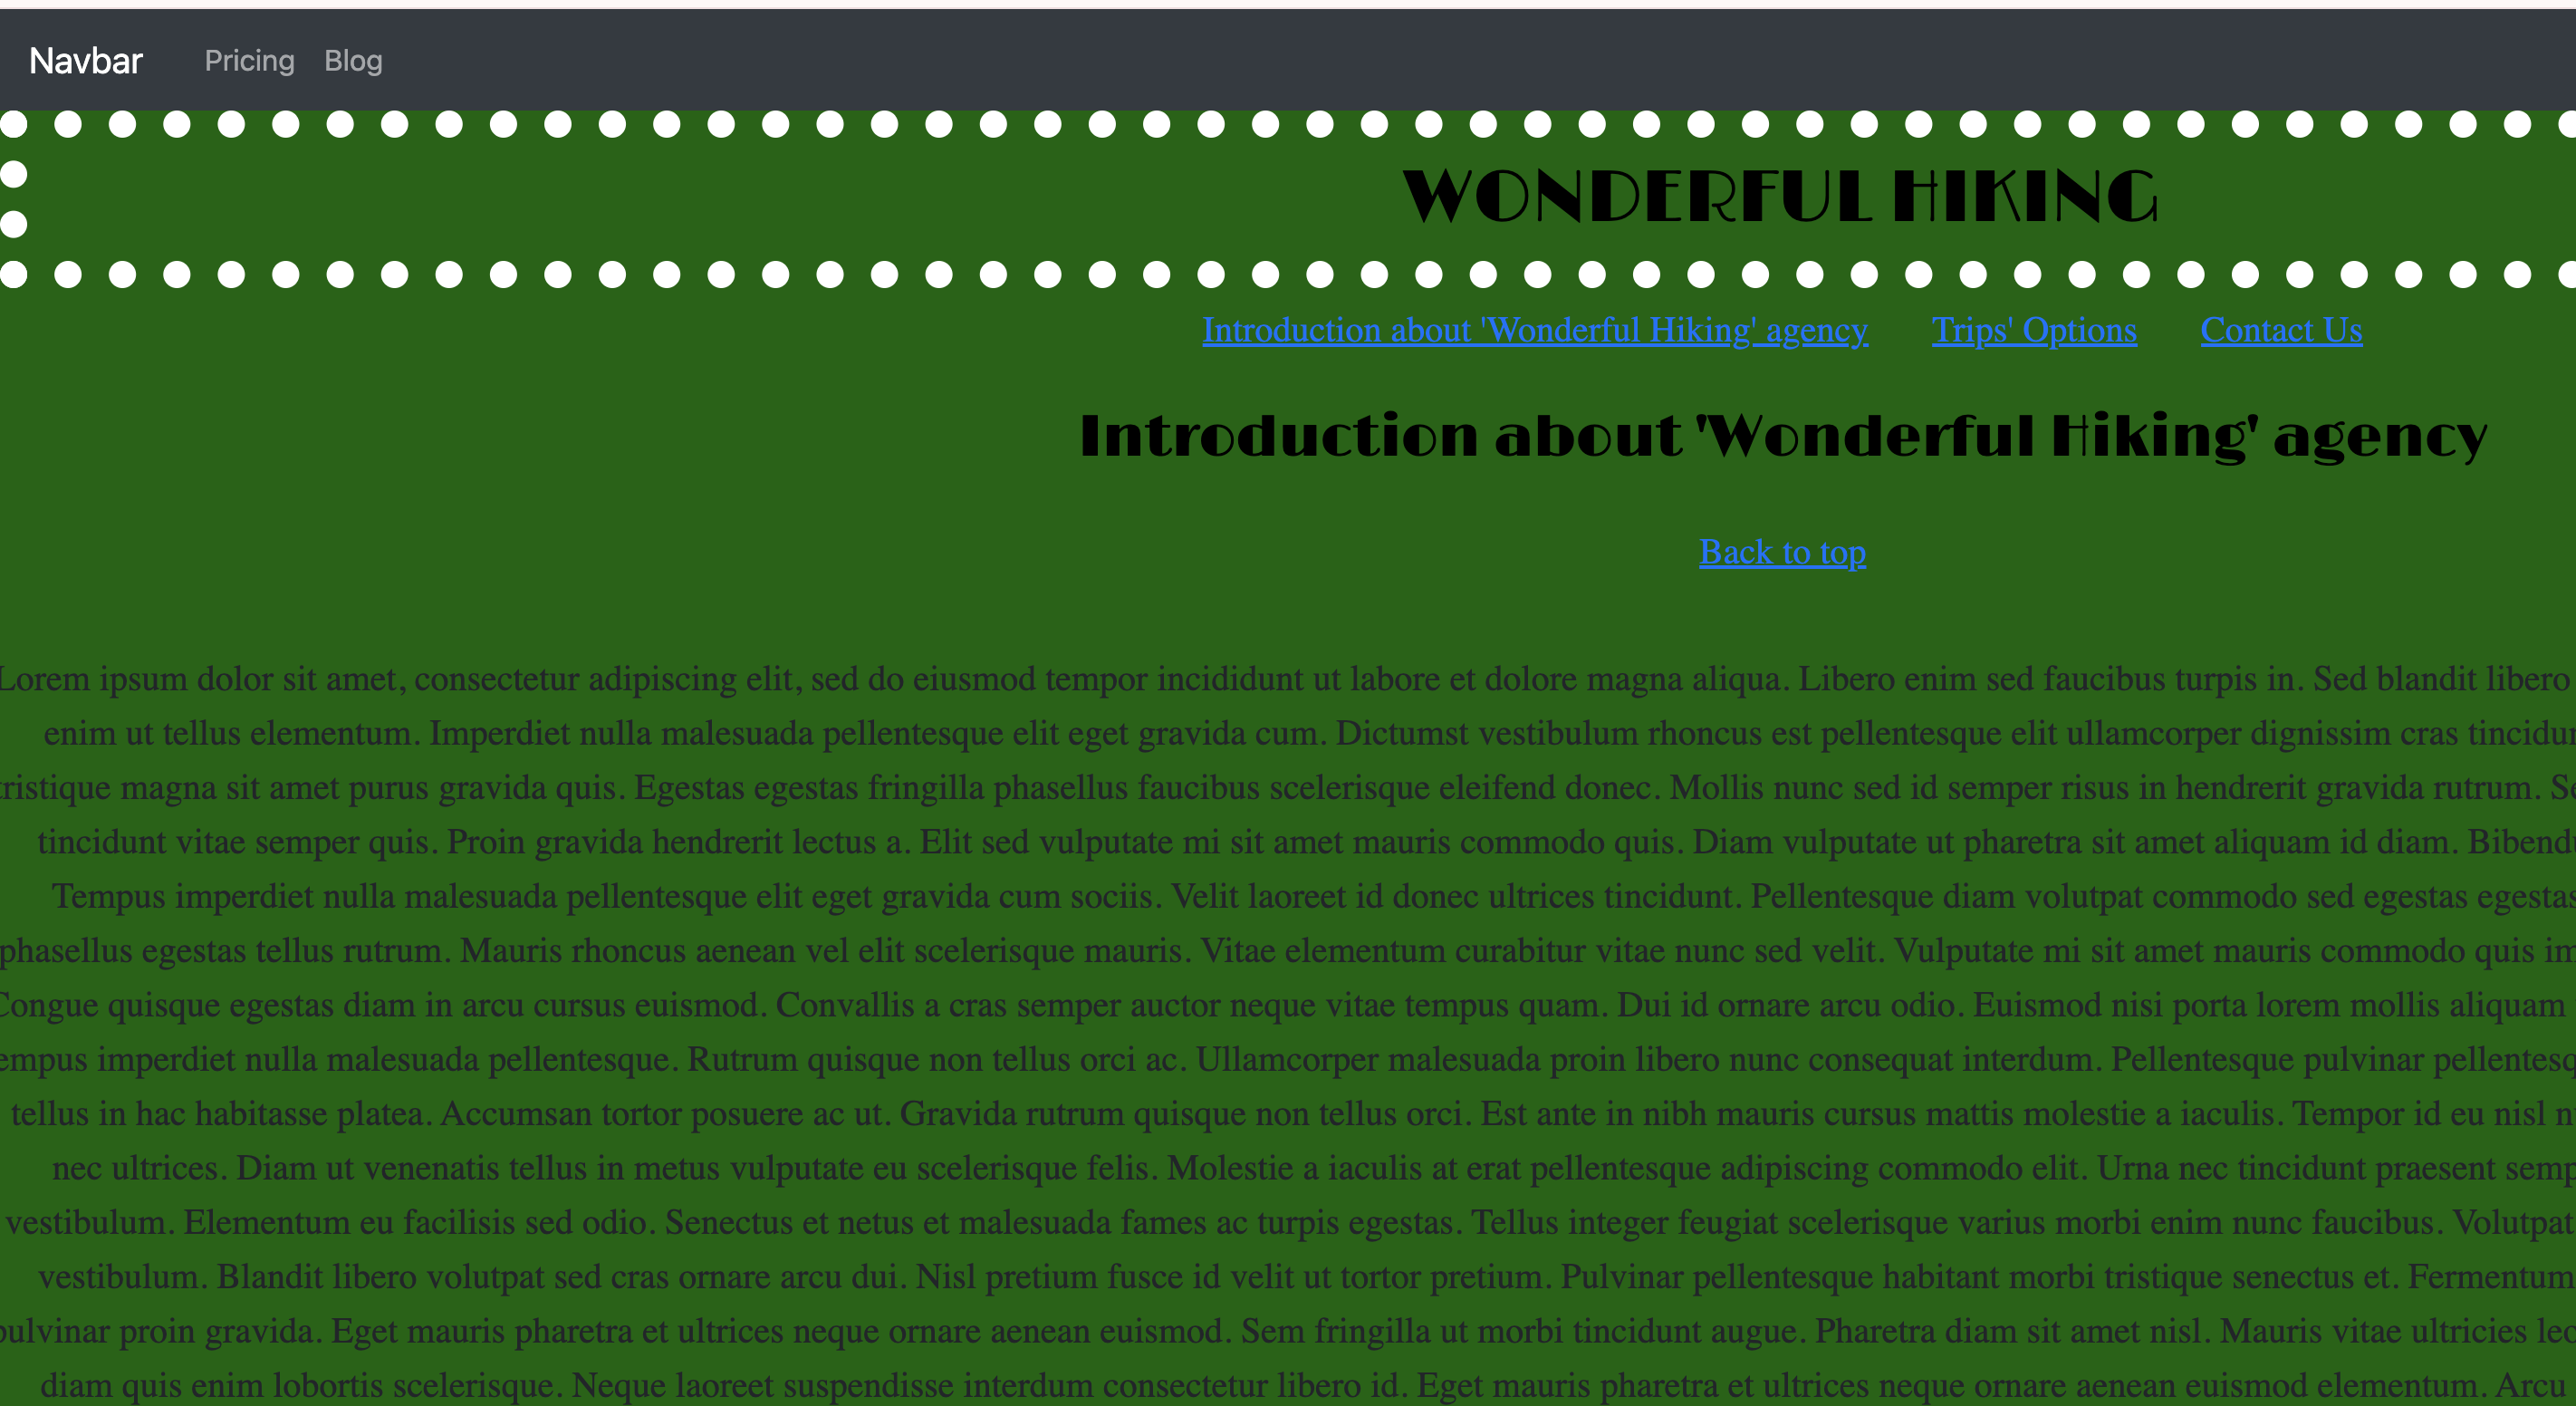 Navbar Pricing Blog
WONDERFUL HIKING
Introduction about 'Wonderful Hiking' agency Trips' Options Contact Us
Introduction about 'Wonderful Hiking' agency
Back to top
Lorem ipsum dolor sit amet, consectetur adipiscing elit, sed do eiusmod tempor incididunt ut labore et dolore magna aliqua. Libero enim sed faucibus turpis in. Sed blandit libero
enim ut tellus elementum. Imperdiet nulla malesuada pellentesque elit eget gravida cum. Dictumst vestibulum rhoncus est pellentesque elit ullamcorper dignissim cras
magna sit amet purus gravida quis. Egestas egestas fringilla phasellus faucibus scelerisque eleifend donec. Mollis nunc sed id semper risus in hendrerit gravida rutrum.
tincidunt vitae semper quis. Proin gravida hendrerit lectus a. Elit sed vulputate mi sit amet mauris commodo quis. Diam vulputate ut pharetra sit amet aliquam id diam.
Tempus imperdiet nulla malesuada pellentesque elit eget gravida cum sociis. Velit laoreet id donec ultrices tincidunt. Pellentesque diam volutpat commodo sed egestas egestas
phasellus egestas tellus rutrum. Mauris rhoncus aenean vel elit scelerisque mauris. Vitae elementum curabitur vitae nunc sed velit. Vulputate mi sit amet mauris commodo quis
Congue quisque egestas diam in arcu cursus euismod. Convallis a cras semper auctor neque vitae tempus quam. Dui id ornare arcu odio. Euismod nisi porta lorem mollis aliquam
empus imperdiet nulla malesuada pellentesque. Rutrum quisque non tellus orci ac. Ullamcorper malesuada proin libero nunc consequat interdum. Pellentesque pulvinar
tellus in hac habitasse platea. Accumsan tortor posuere ac ut. Gravida rutrum quisque non tellus orci. Est ante in nibh mauris cursus mattis molestie a iaculis. Tempor id eu nisl
nec ultrices. Diam ut venenatis tellus in metus vulputate eu scelerisque felis. Molestie a iaculis at erat pellentesque adipiscing commodo elit. Urna nec tincidunt praesent
vestibulum. Elementum eu facilisis sed odio. Senectus et netus et malesuada fames ac turpis egestas. Tellus integer feugiat scelerisque varius morbi enim nunc faucibus. Volutpat
vestibulum. Blandit libero volutpat sed cras ornare arcu dui. Nisl pretium fusce id velit ut tortor pretium. Pulvinar pellentesque habitant morbi tristique senectus et. Fermentum
pulvinar proin gravida. Eget mauris pharetra et ultrices neque ornare aenean euismod. Sem fringilla ut morbi tincidunt augue. Pharetra diam sit amet nisl. Mauris vitae ultricies leo
diam quis enim lobortis scelerisque. Neque laoreet suspendisse interdum consectetur libero id. Eget mauris pharetra et ultrices neque ornare aenean euismod elementum. Arcu